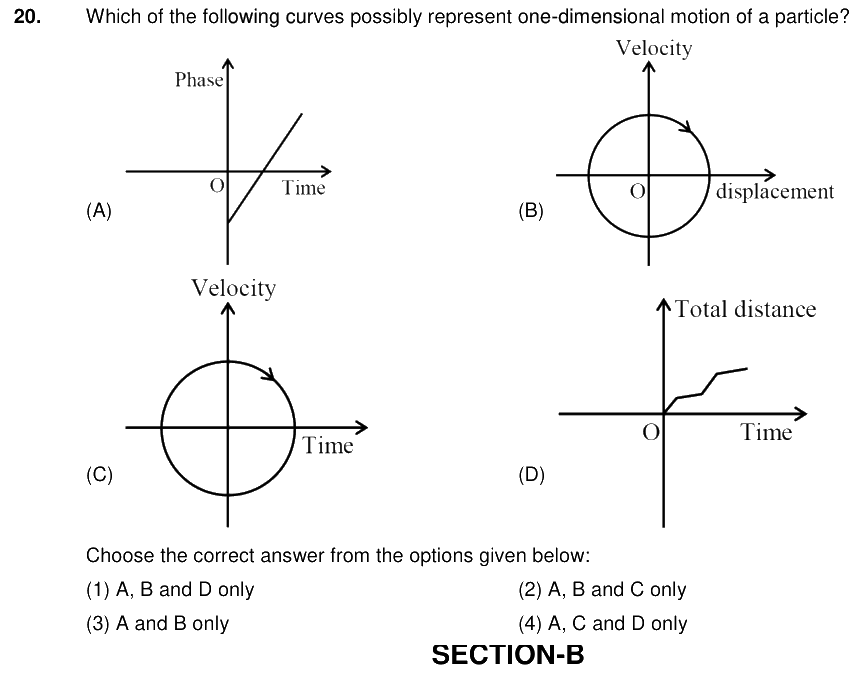 20. Which of the following curves possibly represent one-dimensional motion of a particle?
Phase
O
Time
(A)
Velocity
O
displacement
(B)
Velocity
Time
(C)
Total distance
O
Time
(D)
Choose the correct answer from the options given below:
(1) A, B and D only (2) A, B and C only
(3) A and B only (4) A, C and D only
SECTION-B